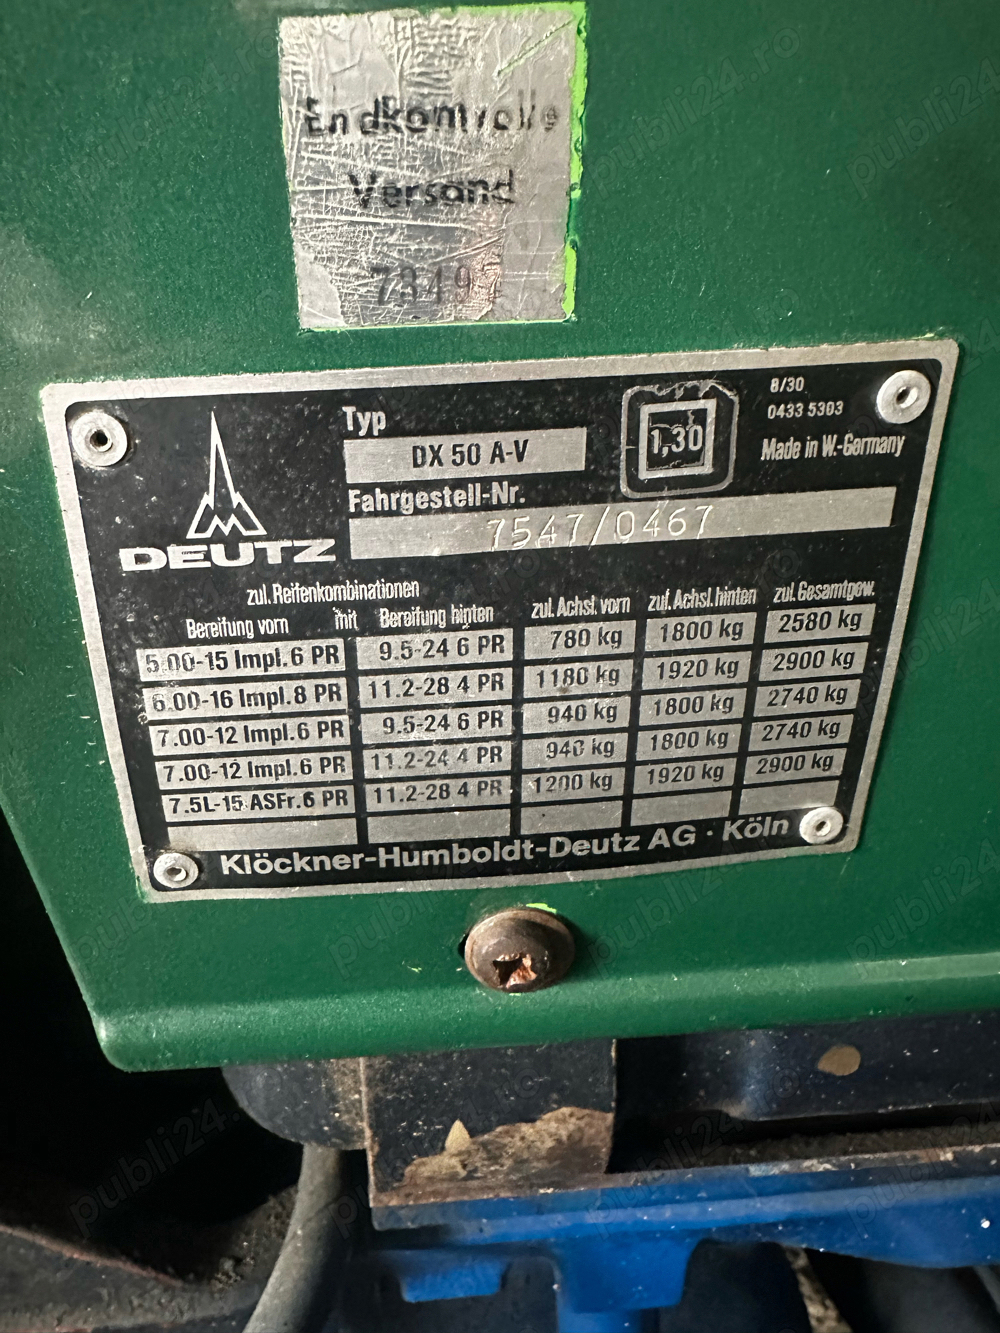 Endkontrolle
Versand
7349
Typ
DX 50 A-V
1,30
8/30
0433 5303
Made in W.-Germany
Fahrgestell-Nr.
7547/0467
DEUTZ
zul. Reifenkombinationen
Bereifung vorn mit Bereifung hinten zul. Achsl. vorn zul. Achsl. hinten zul. Gesamtgew.
5.00-15 Impl. 6 PR 9.5-24 6 PR 780 kg 1800 kg 2580 kg
6.00-16 Impl. 8 PR 11.2-28 4 PR 1180 kg 1920 kg 2900 kg
7.00-12 Impl. 6 PR 9.5-24 6 PR 940 kg 1800 kg 2740 kg
7.00-12 Impl. 6 PR 11.2-24 4 PR 940 kg 1800 kg 2740 kg
7.5L-15 ASFr. 6 PR 11.2-28 4 PR 1200 kg 1920 kg 2900 kg
Klöckner-Humboldt-Deutz AG · Köln
publi24.ro